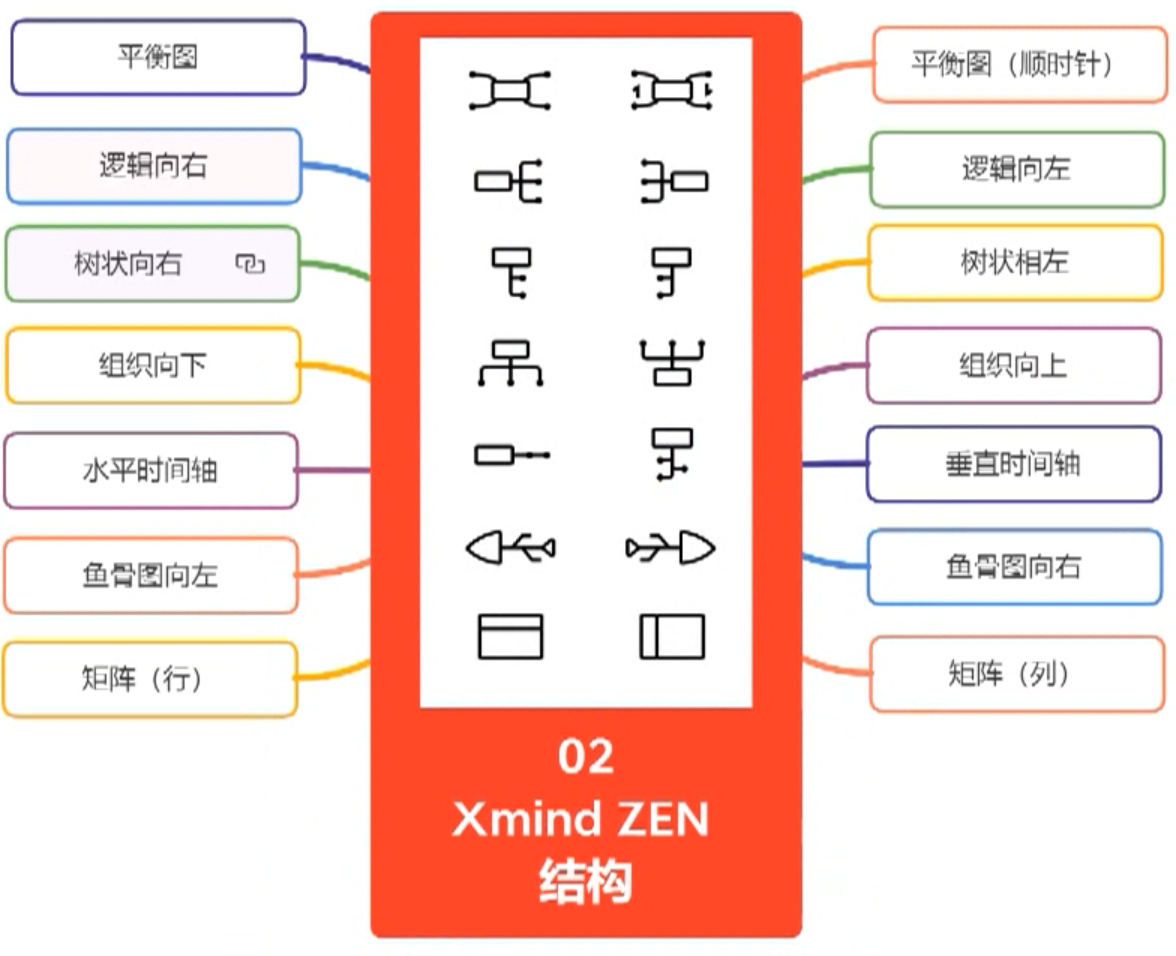 平衡图
平衡图（顺时针）
逻辑向右
逻辑向左
树状向右
树状相左
组织向下
组织向上
水平时间轴
垂直时间轴
鱼骨图向左
鱼骨图向右
矩阵（行）
矩阵（列）
02
Xmind ZEN
结构